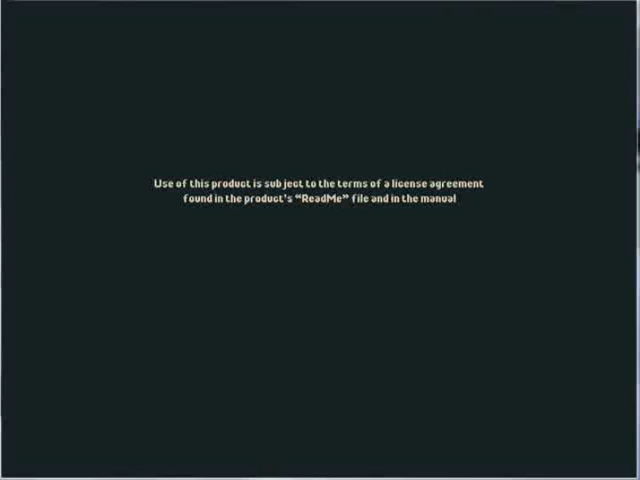 Use of this product is subject to the terms of a license agreement
found in the product's “ReadMe” file and in the manual